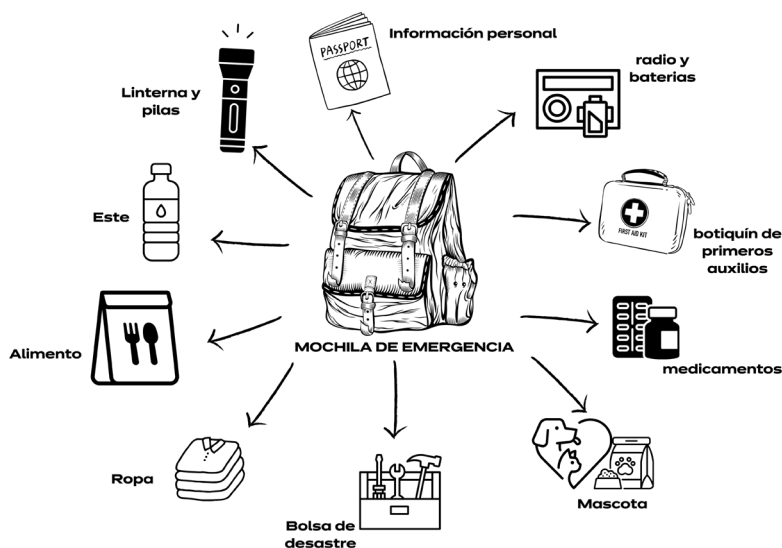 Información personal
PASSPORT
radio y
baterias
Linterna y
pilas
Este
FIRST AID KIT
botiquín de
primeros
auxilios
MOCHILA DE EMERGENCIA
Alimento
medicamentos
Ropa
Mascota
Bolsa de
desastre